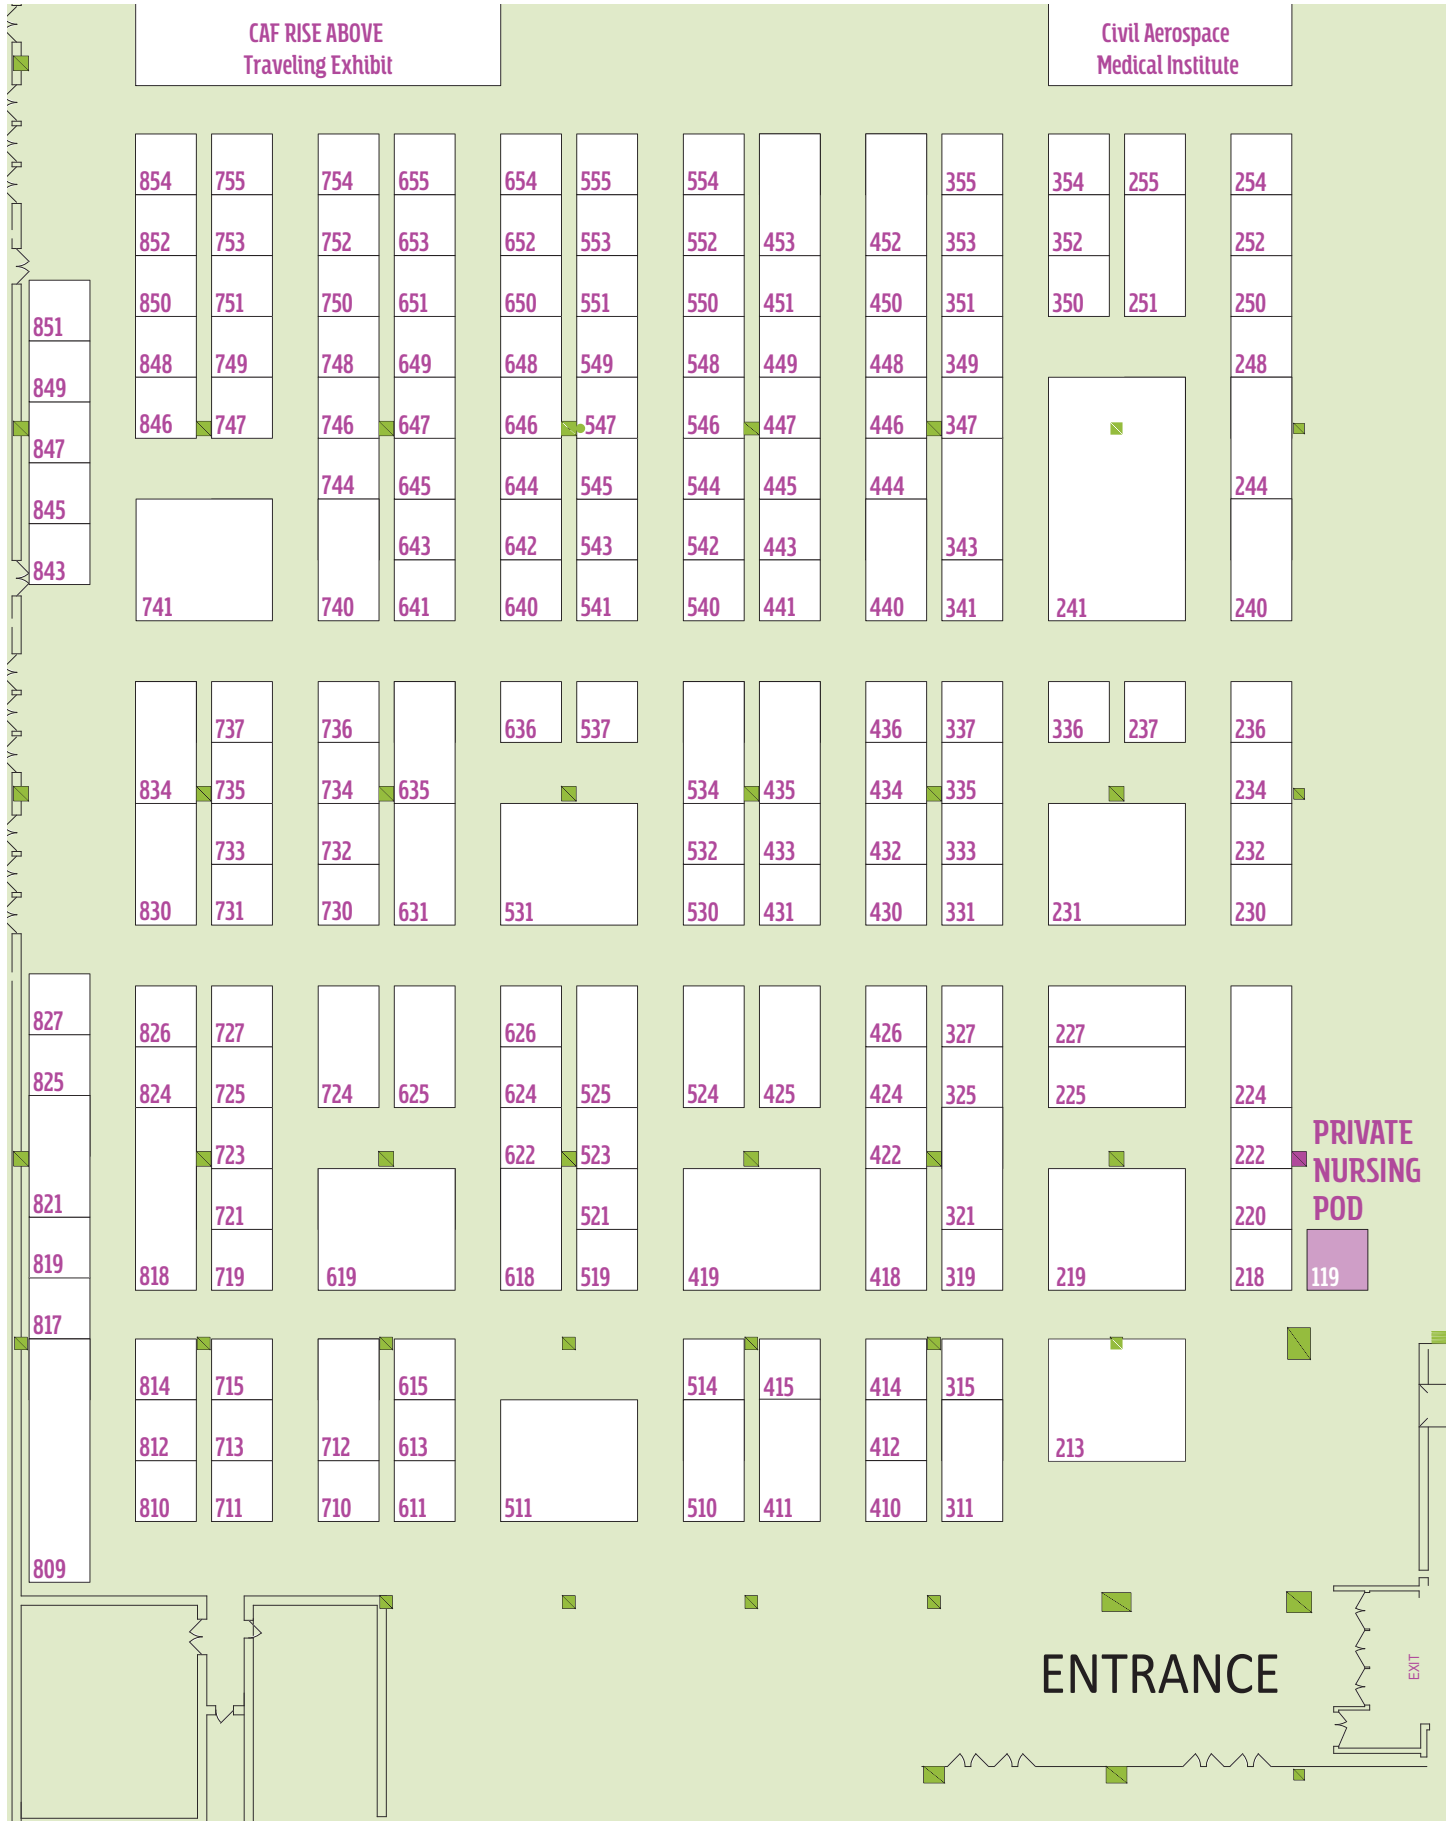 CAF RISE ABOVE
Traveling Exhibit
Civil Aerospace
Medical Institute
854 755 754 655 654 555 554 355 354 255 254
852 753 752 653 652 553 552 453 452 353 352 252
850 751 750 651 650 551 550 451 450 351 350 251 250
851
848 749 748 649 648 549 548 449 448 349 248
849
846 747 746 647 646 547 546 447 446 347
847
744 645 644 545 544 445 444 244
845
643 642 543 542 443 343
843
741 740 641 640 541 540 441 440 341 241 240
737 736 636 537 436 337 336 237 236
834 735 734 635 534 435 434 335 234
733 732 532 433 432 333 232
830 731 730 631 531 530 431 430 331 231 230
827
826 727 626 426 327 227
825
824 725 724 625 624 525 524 425 424 325 225 224
PRIVATE
NURSING
POD
723 622 523 422 222
821
721 521 321 220
819
818 719 619 618 519 419 418 319 219 218 119
817
814 715 615 514 415 414 315
812 713 712 613 412 213
810 711 710 611 511 510 411 410 311
809
ENTRANCE
EXIT